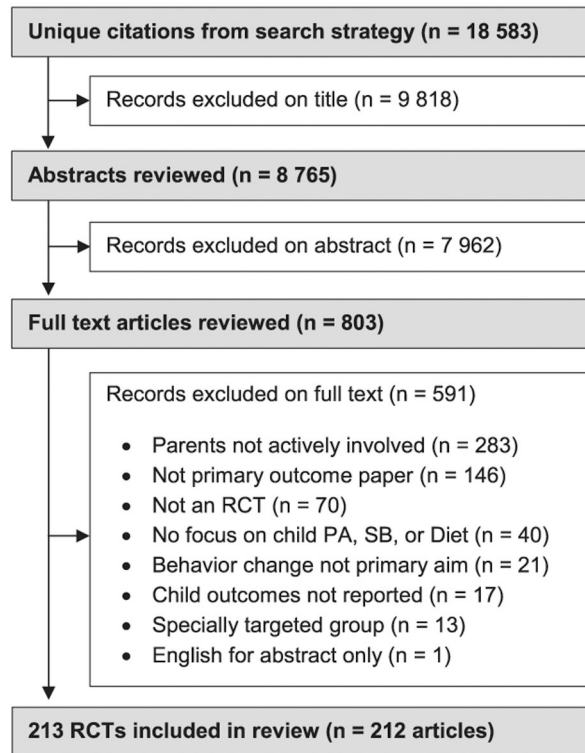 Unique citations from search strategy (n = 18 583)
Records excluded on title (n = 9 818)
Abstracts reviewed (n = 8 765)
Records excluded on abstract (n = 7 962)
Full text articles reviewed (n = 803)
Records excluded on full text (n = 591)
• Parents not actively involved (n = 283)
• Not primary outcome paper (n = 146)
• Not an RCT (n = 70)
• No focus on child PA, SB, or Diet (n = 40)
• Behavior change not primary aim (n = 21)
• Child outcomes not reported (n = 17)
• Specially targeted group (n = 13)
• English for abstract only (n = 1)
213 RCTs included in review (n = 212 articles)